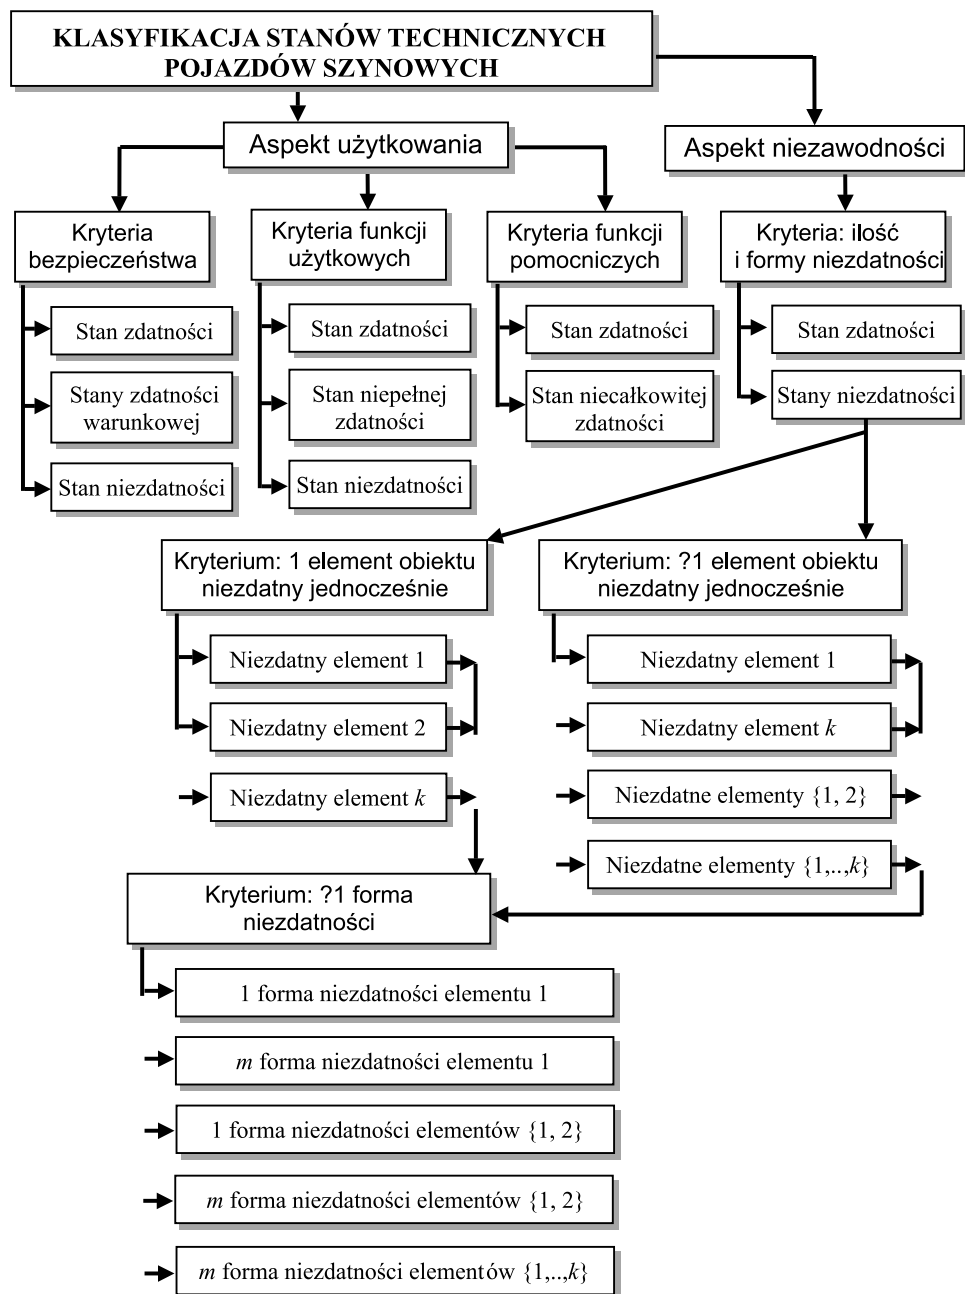 KLASYFIKACJA STANÓW TECHNICZNYCH
POJAZDÓW SZYNOWYCH
Aspekt użytkowania
Aspekt niezawodności
Kryteria
bezpieczeństwa
Stan zdatności
Stany zdatności
warunkowej
Stan niezdatności
Kryteria funkcji
użytkowych
Stan zdatności
Stan niepełnej
zdatności
Stan niezdatności
Kryteria funkcji
pomocniczych
Stan zdatności
Stan niecałkowitej
zdatności
Kryteria: ilość
i formy niezdatności
Stan zdatności
Stany niezdatności
Kryterium: 1 element obiektu
niezdatny jednocześnie
Niezdatny element 1
Niezdatny element 2
Niezdatny element k
Kryterium: ?1 element obiektu
niezdatny jednocześnie
Niezdatny element 1
Niezdatny element k
Niezdatne elementy {1, 2}
Niezdatne elementy {1,..,k}
Kryterium: ?1 forma
niezdatności
1 forma niezdatności elementu 1
m forma niezdatności elementu 1
1 forma niezdatności elementów {1, 2}
m forma niezdatności elementów {1, 2}
m forma niezdatności elementów {1,..,k}